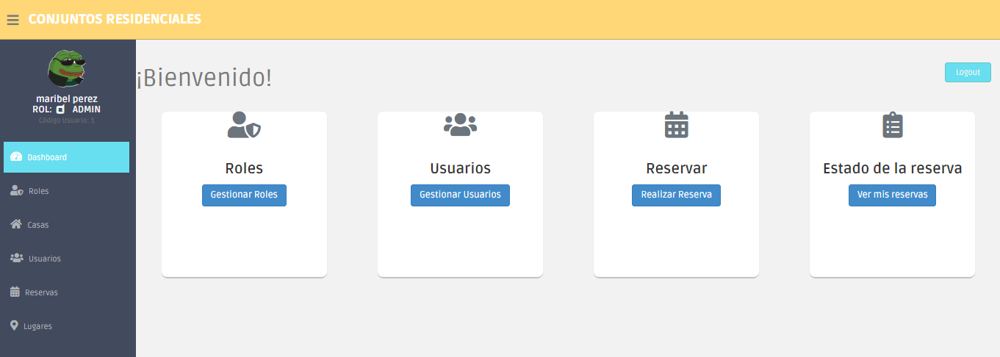 CONJUNTOS RESIDENCIALES
maribel perez
ROL: ADMIN
Código Usuario: 1
Dashboard
Roles
Casas
Usuarios
Reservas
Lugares
¡Bienvenido!
Logout
Roles
Gestionar Roles
Usuarios
Gestionar Usuarios
Reservar
Realizar Reserva
Estado de la reserva
Ver mis reservas